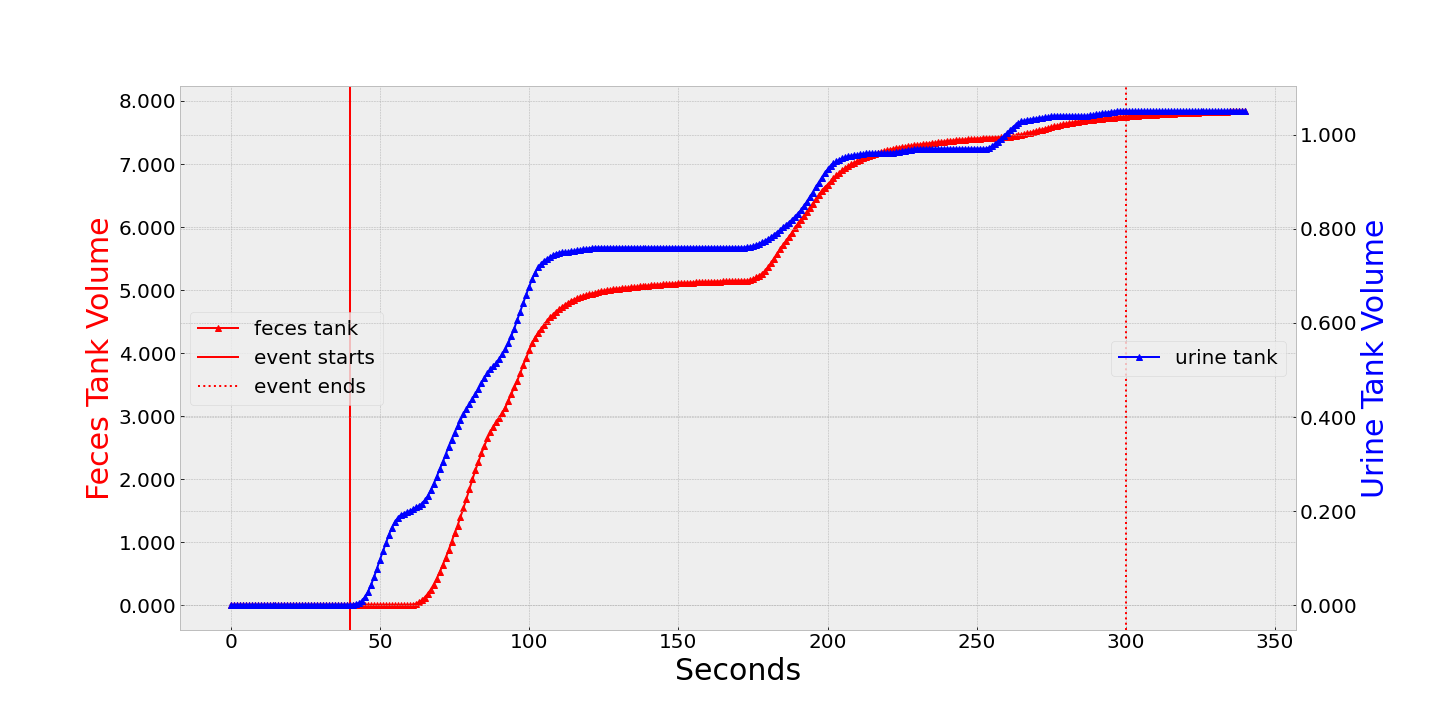 8.000
7.000
6.000
5.000
4.000
3.000
2.000
1.000
0.000
Feces Tank Volume
feces tank
event starts
event ends
urine tank
1.000
0.800
0.600
0.400
0.200
0.000
Urine Tank Volume
0 50 100 150 200 250 300 350
Seconds